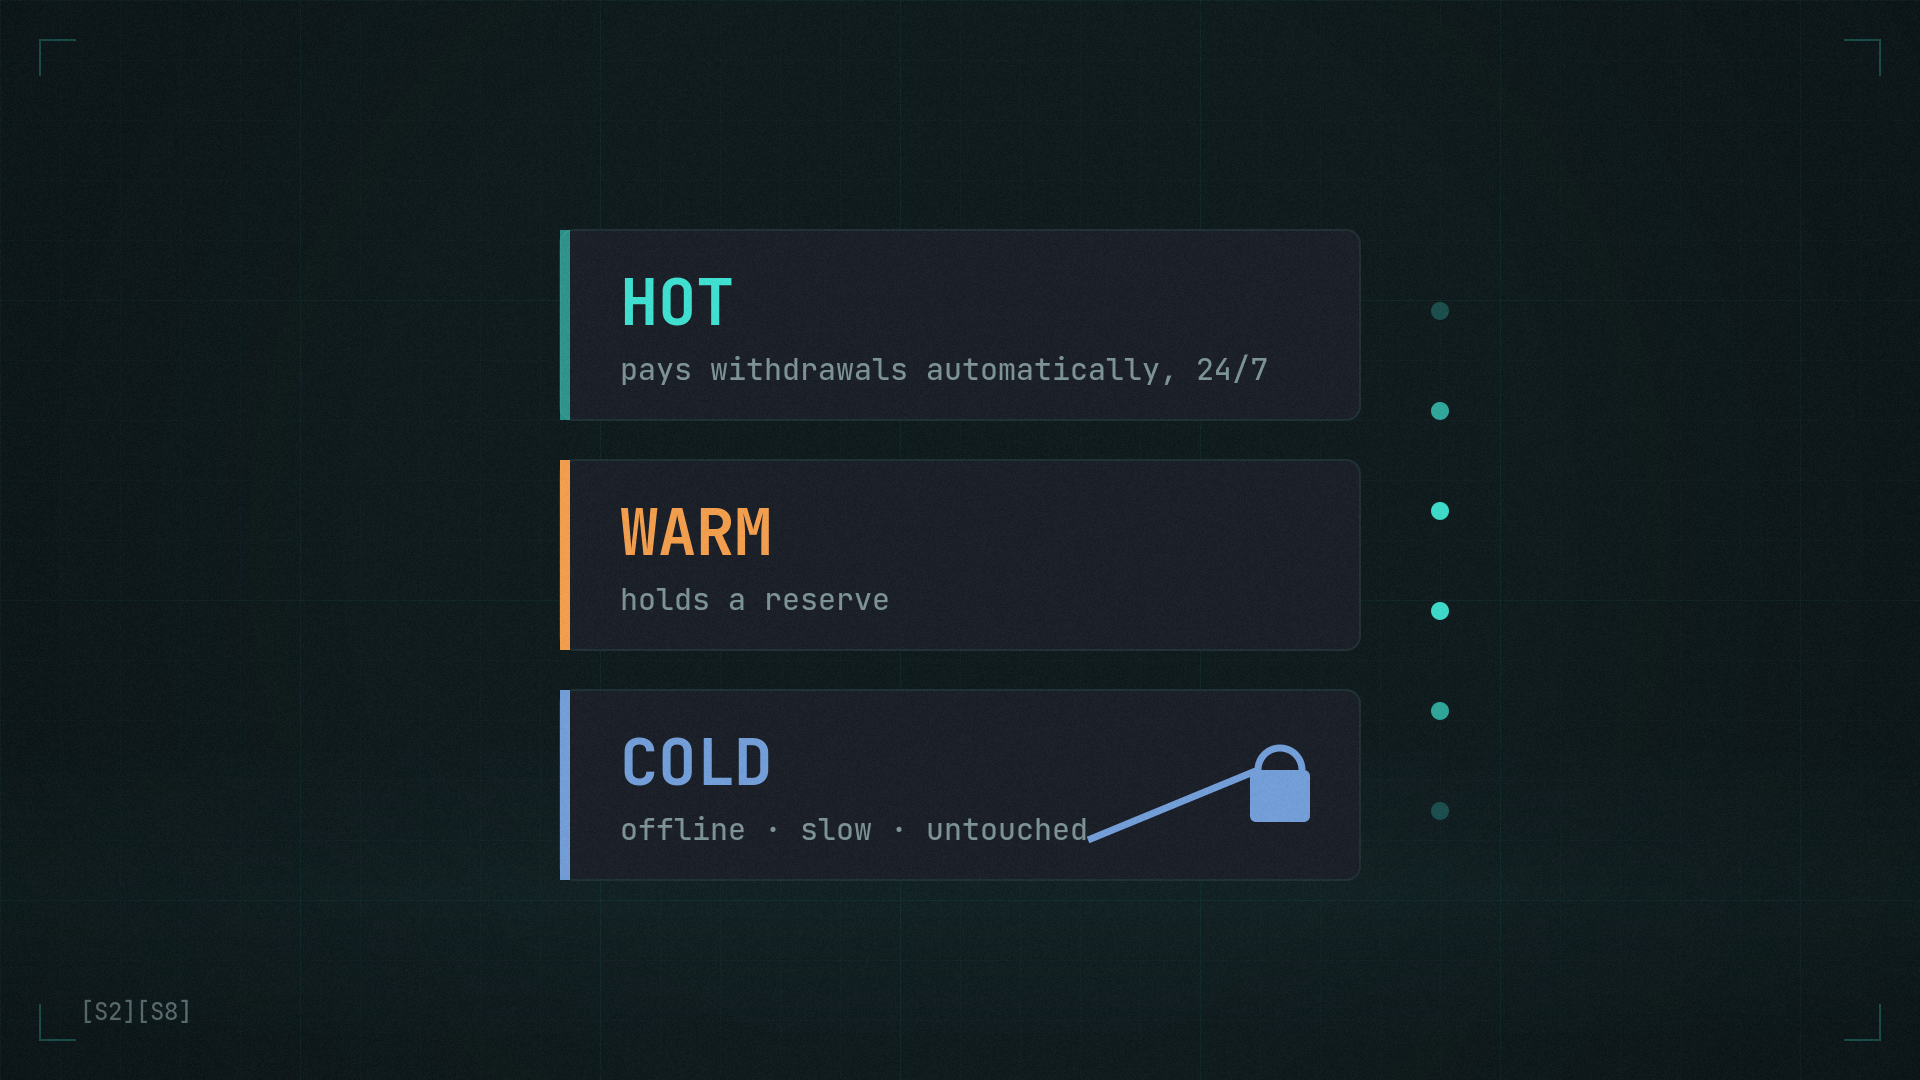 HOT
pays withdrawals automatically, 24/7
WARM
holds a reserve
COLD
offline · slow · untouched
[S2][S8]